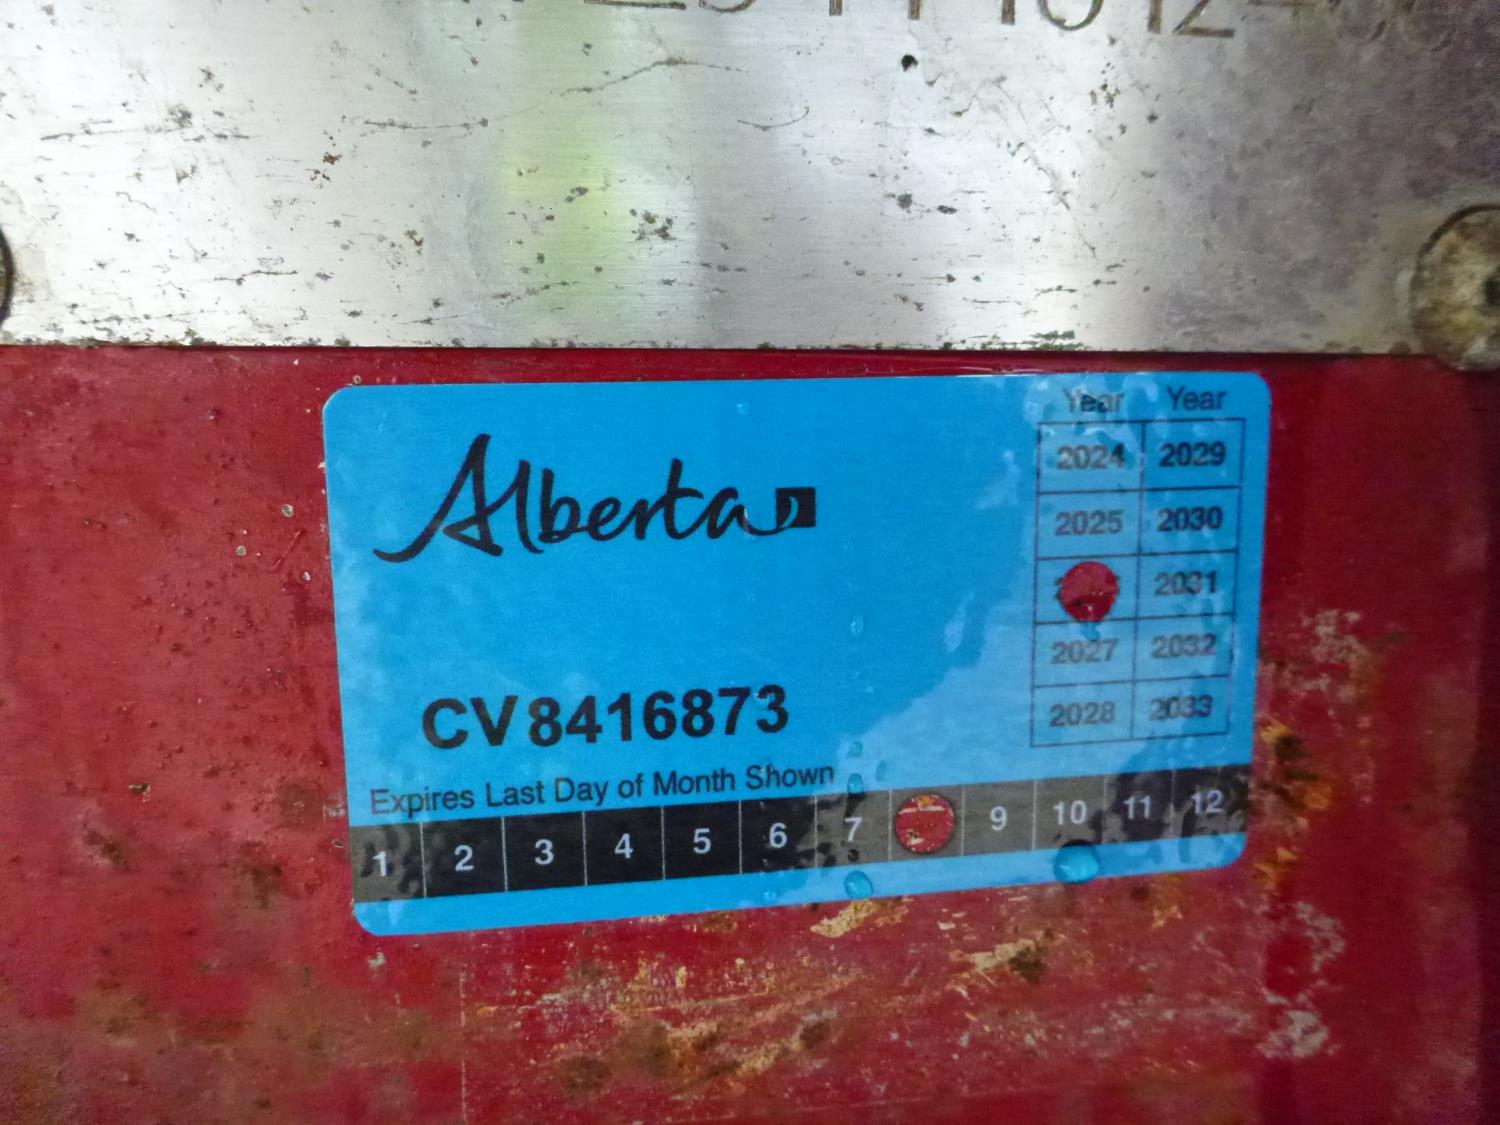 Alberta
Year Year
2024 2029
2025 2030
2031
2027 2032
2028 2033
CV8416873
Expires Last Day of Month Shown
1 2 3 4 5 6 7 9 10 11 12